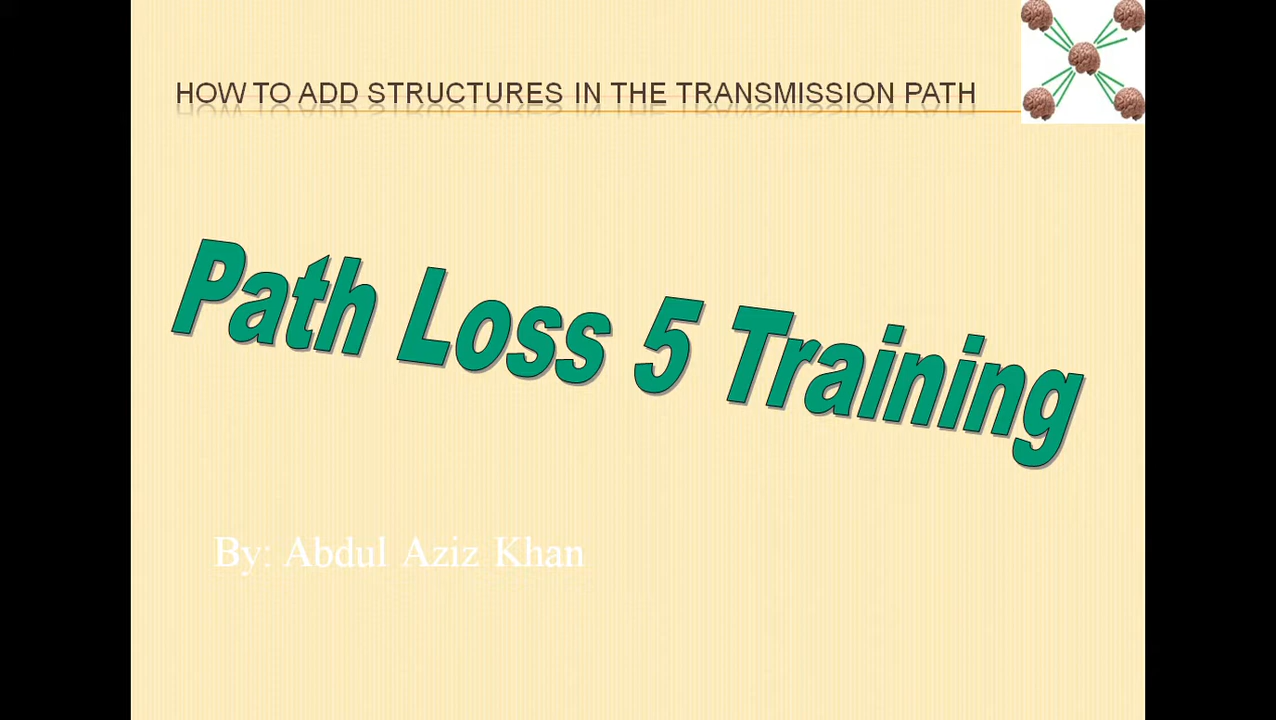 HOW TO ADD STRUCTURES IN THE TRANSMISSION PATH
Path Loss 5 Training
By: Abdul Aziz Khan